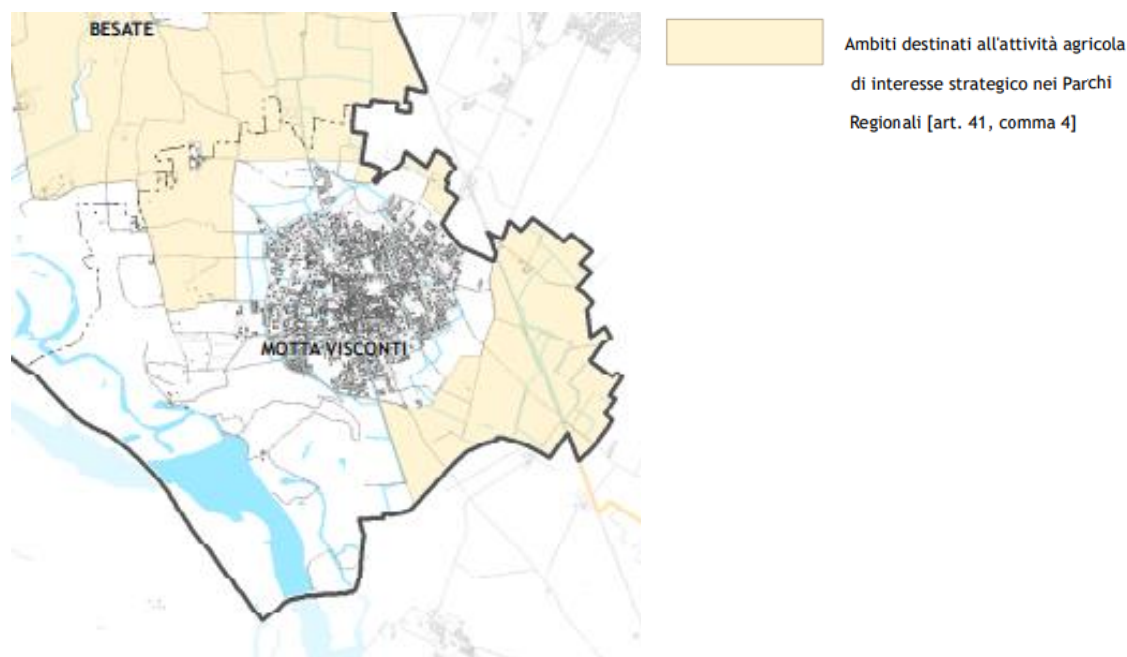 BESATE
MOTTA VISCONTI
Ambiti destinati all'attività agricola
di interesse strategico nei Parchi
Regionali [art. 41, comma 4]